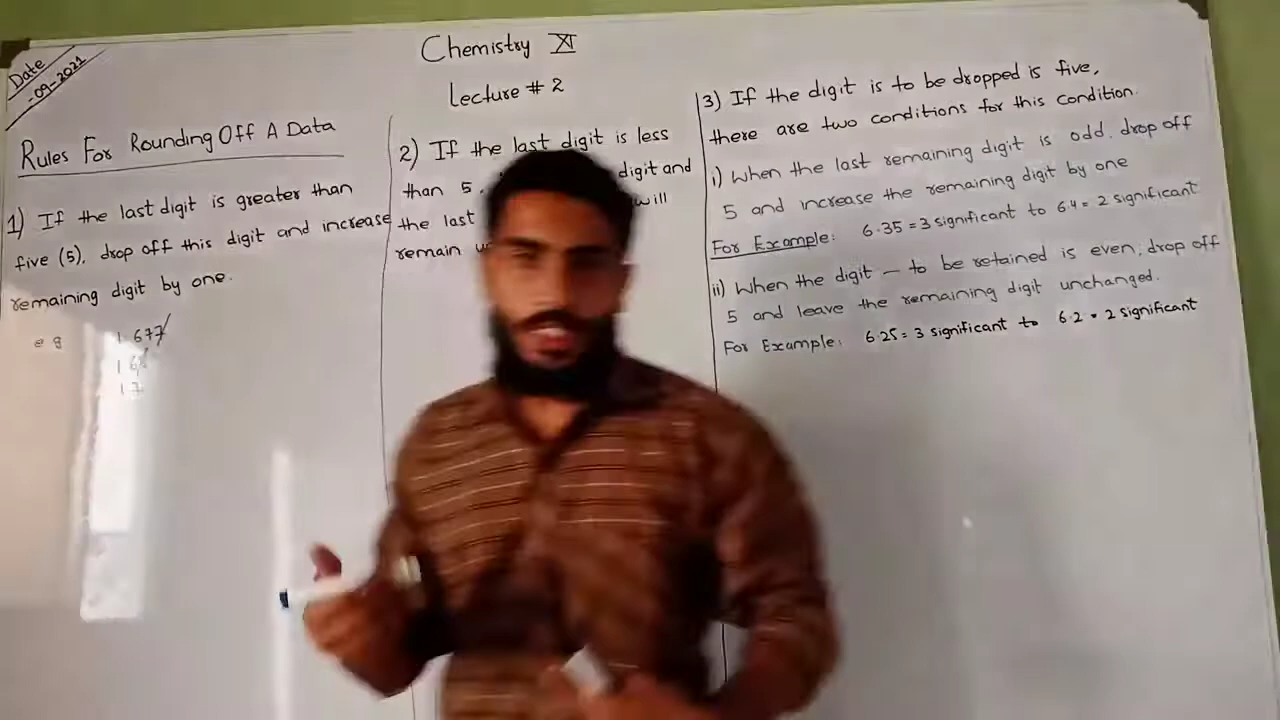 Date
-09-2021
Chemistry XI
Lecture # 2
Rules For Rounding Off A Data
1) If the last digit is greater than
five (5), drop off this digit and increase
remaining digit by one.
e g 1.677
1 6
1 7
2) If the last digit is less
than 5. digit and
the last will
remain
3) If the digit is to be dropped is five,
there are two conditions for this condition.
i) When the last remaining digit is odd. drop off
5 and increase the remaining digit by one
For Example: 6.35 = 3 significant to 6.4 = 2 significant
ii) When the digit — to be retained is even; drop off
5 and leave the remaining digit unchanged.
For Example: 6.25 = 3 significant to 6.2 = 2 significant